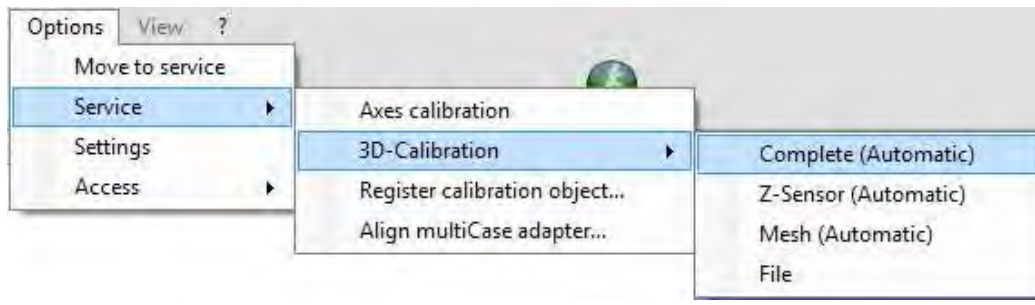 Options View ?
Move to service
Service
Settings
Access
Axes calibration
3D-Calibration
Register calibration object...
Align multiCase adapter...
Complete (Automatic)
Z-Sensor (Automatic)
Mesh (Automatic)
File